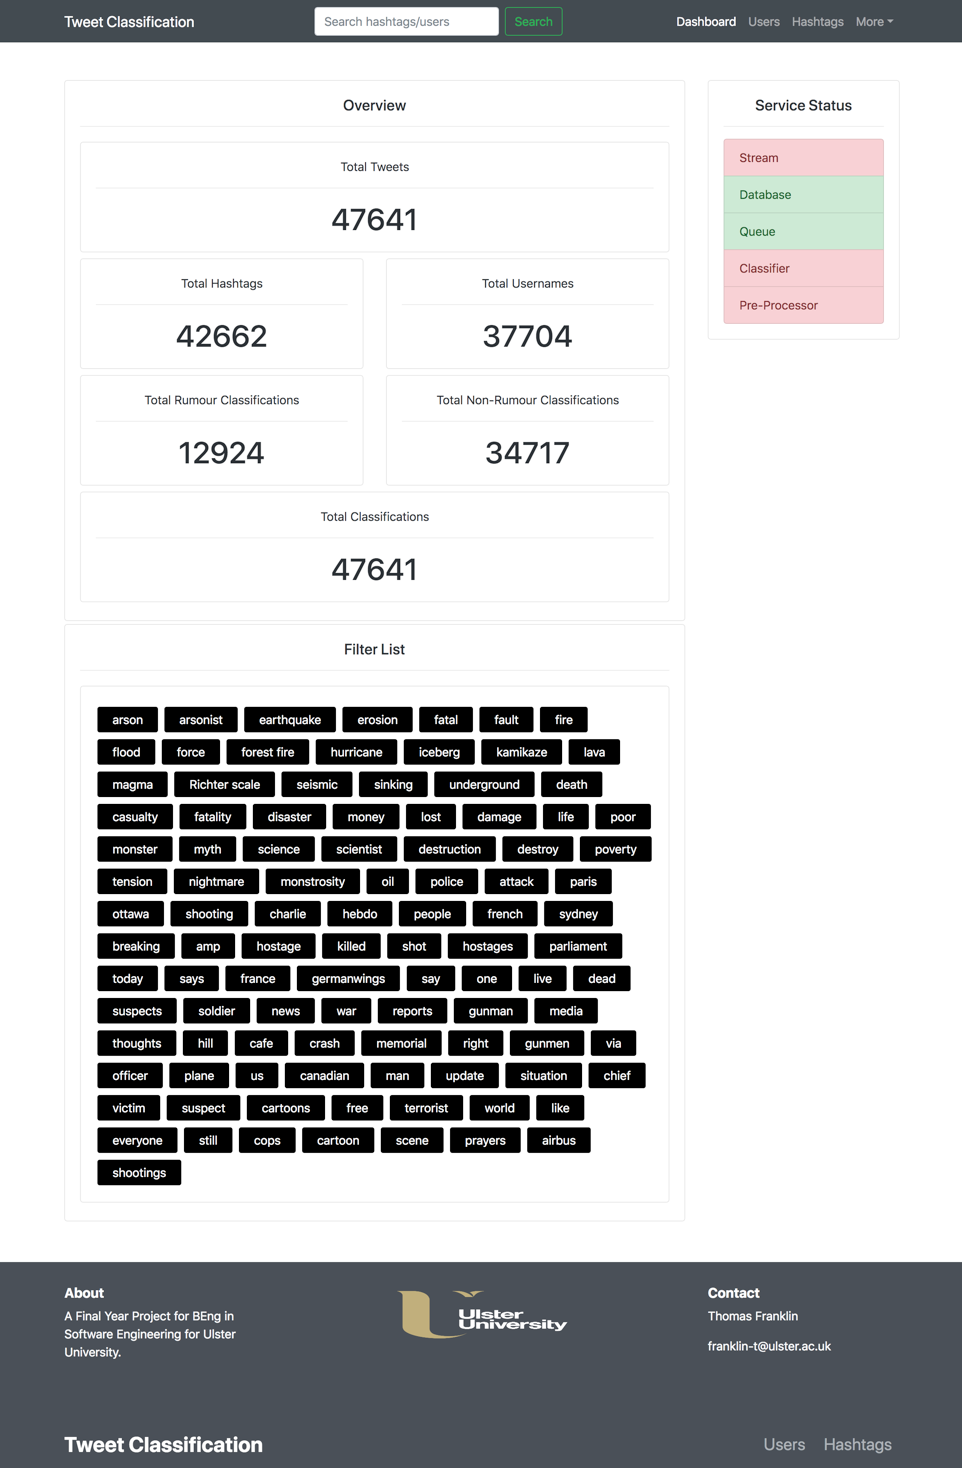 Tweet Classification
Search hashtags/users
Search
Dashboard Users Hashtags More
Overview
Total Tweets
47641
Total Hashtags
42662
Total Usernames
37704
Total Rumour Classifications
12924
Total Non-Rumour Classifications
34717
Total Classifications
47641
Service Status
Stream
Database
Queue
Classifier
Pre-Processor
Filter List
arson arsonist earthquake erosion fatal fault fire
flood force forest fire hurricane iceberg kamikaze lava
magma Richter scale seismic sinking underground death
casualty fatality disaster money lost damage life poor
monster myth science scientist destruction destroy poverty
tension nightmare monstrosity oil police attack paris
ottawa shooting charlie hebdo people french sydney
breaking amp hostage killed shot hostages parliament
today says france germanwings say one live dead
suspects soldier news war reports gunman media
thoughts hill cafe crash memorial right gunmen via
officer plane us canadian man update situation chief
victim suspect cartoons free terrorist world like
everyone still cops cartoon scene prayers airbus
shootings
About
A Final Year Project for BEng in
Software Engineering for Ulster
University.
Ulster
University
Contact
Thomas Franklin
franklin-t@ulster.ac.uk
Tweet Classification
Users Hashtags